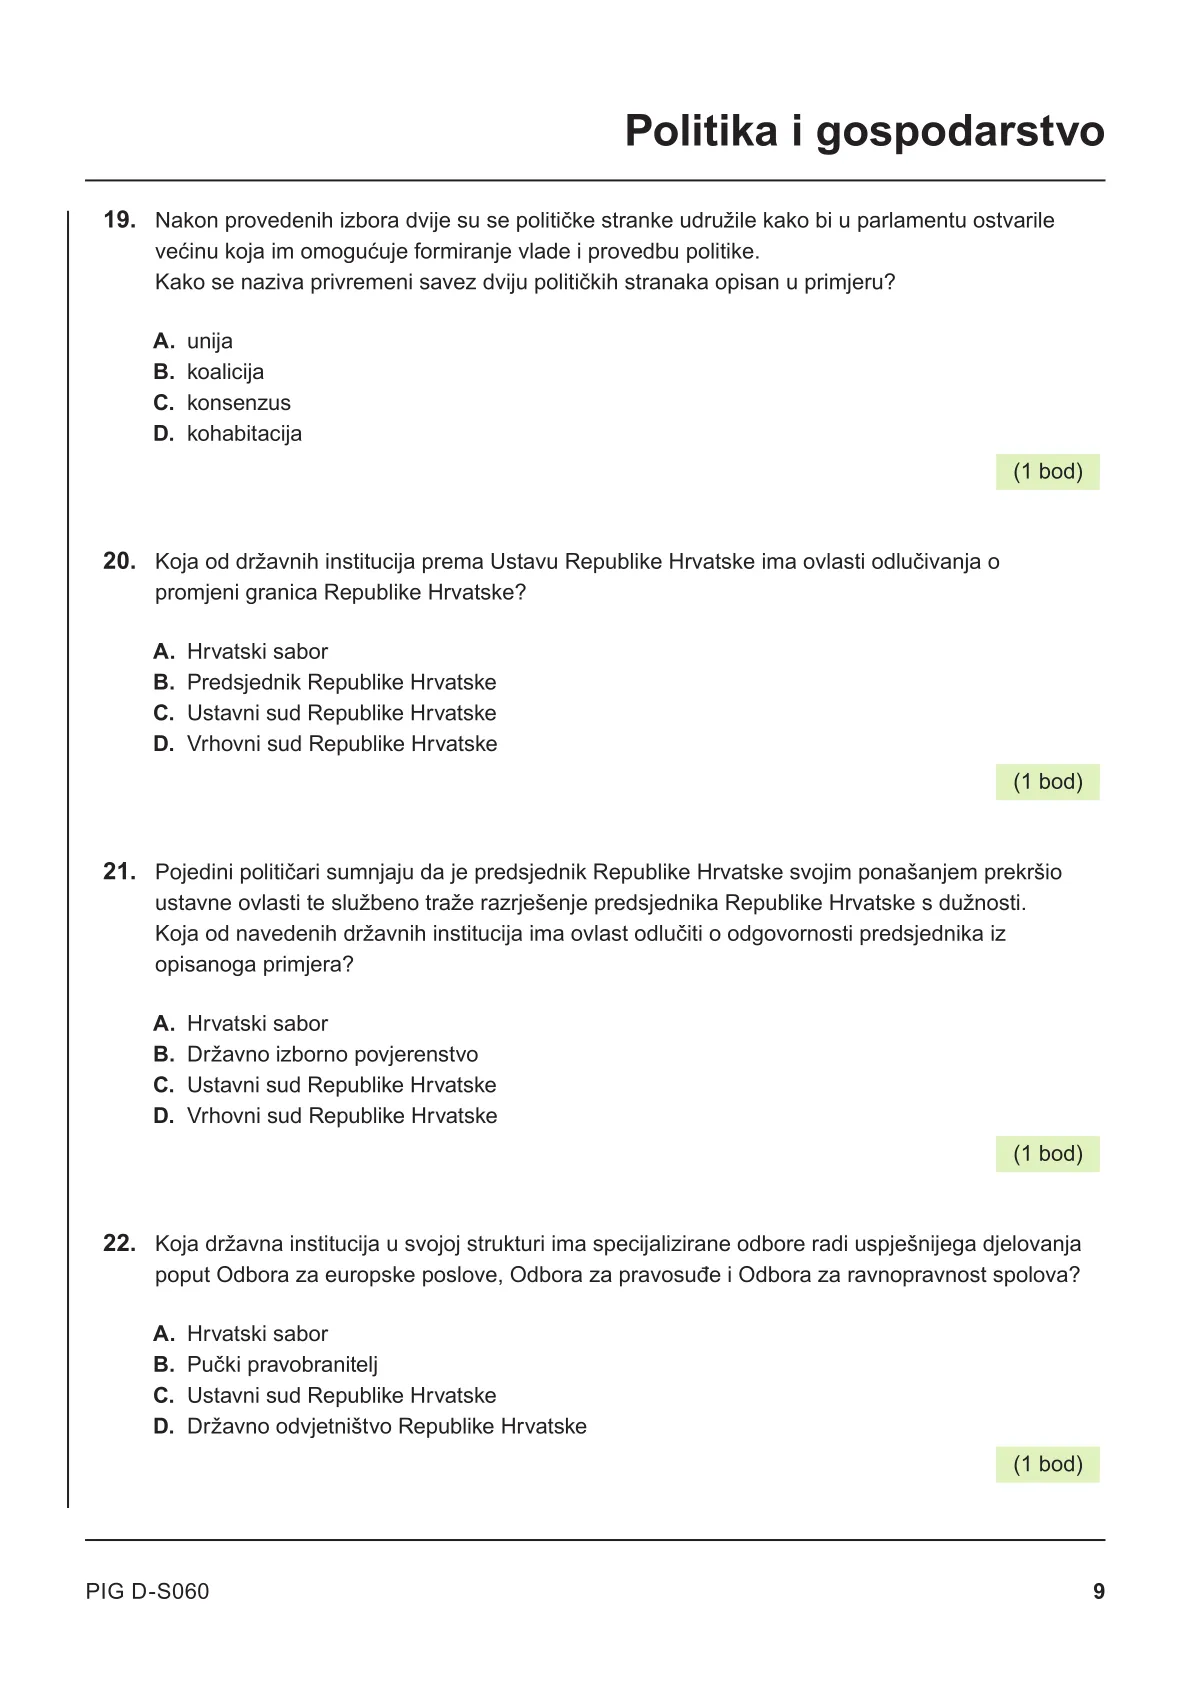 Politika i gospodarstvo
19. Nakon provedenih izbora dvije su se političke stranke udružile kako bi u parlamentu ostvarile
većinu koja im omogućuje formiranje vlade i provedbu politike.
Kako se naziva privremeni savez dviju političkih stranaka opisan u primjeru?
A. unija
B. koalicija
C. konsenzus
D. kohabitacija
(1 bod)
20. Koja od državnih institucija prema Ustavu Republike Hrvatske ima ovlasti odlučivanja o
promjeni granica Republike Hrvatske?
A. Hrvatski sabor
B. Predsjednik Republike Hrvatske
C. Ustavni sud Republike Hrvatske
D. Vrhovni sud Republike Hrvatske
(1 bod)
21. Pojedini političari sumnjaju da je predsjednik Republike Hrvatske svojim ponašanjem prekršio
ustavne ovlasti te službeno traže razrješenje predsjednika Republike Hrvatske s dužnosti.
Koja od navedenih državnih institucija ima ovlast odlučiti o odgovornosti predsjednika iz
opisanoga primjera?
A. Hrvatski sabor
B. Državno izborno povjerenstvo
C. Ustavni sud Republike Hrvatske
D. Vrhovni sud Republike Hrvatske
(1 bod)
22. Koja državna institucija u svojoj strukturi ima specijalizirane odbore radi uspješnijega djelovanja
poput Odbora za europske poslove, Odbora za pravosuđe i Odbora za ravnopravnost spolova?
A. Hrvatski sabor
B. Pučki pravobranitelj
C. Ustavni sud Republike Hrvatske
D. Državno odvjetništvo Republike Hrvatske
(1 bod)
PIG D-S060
9